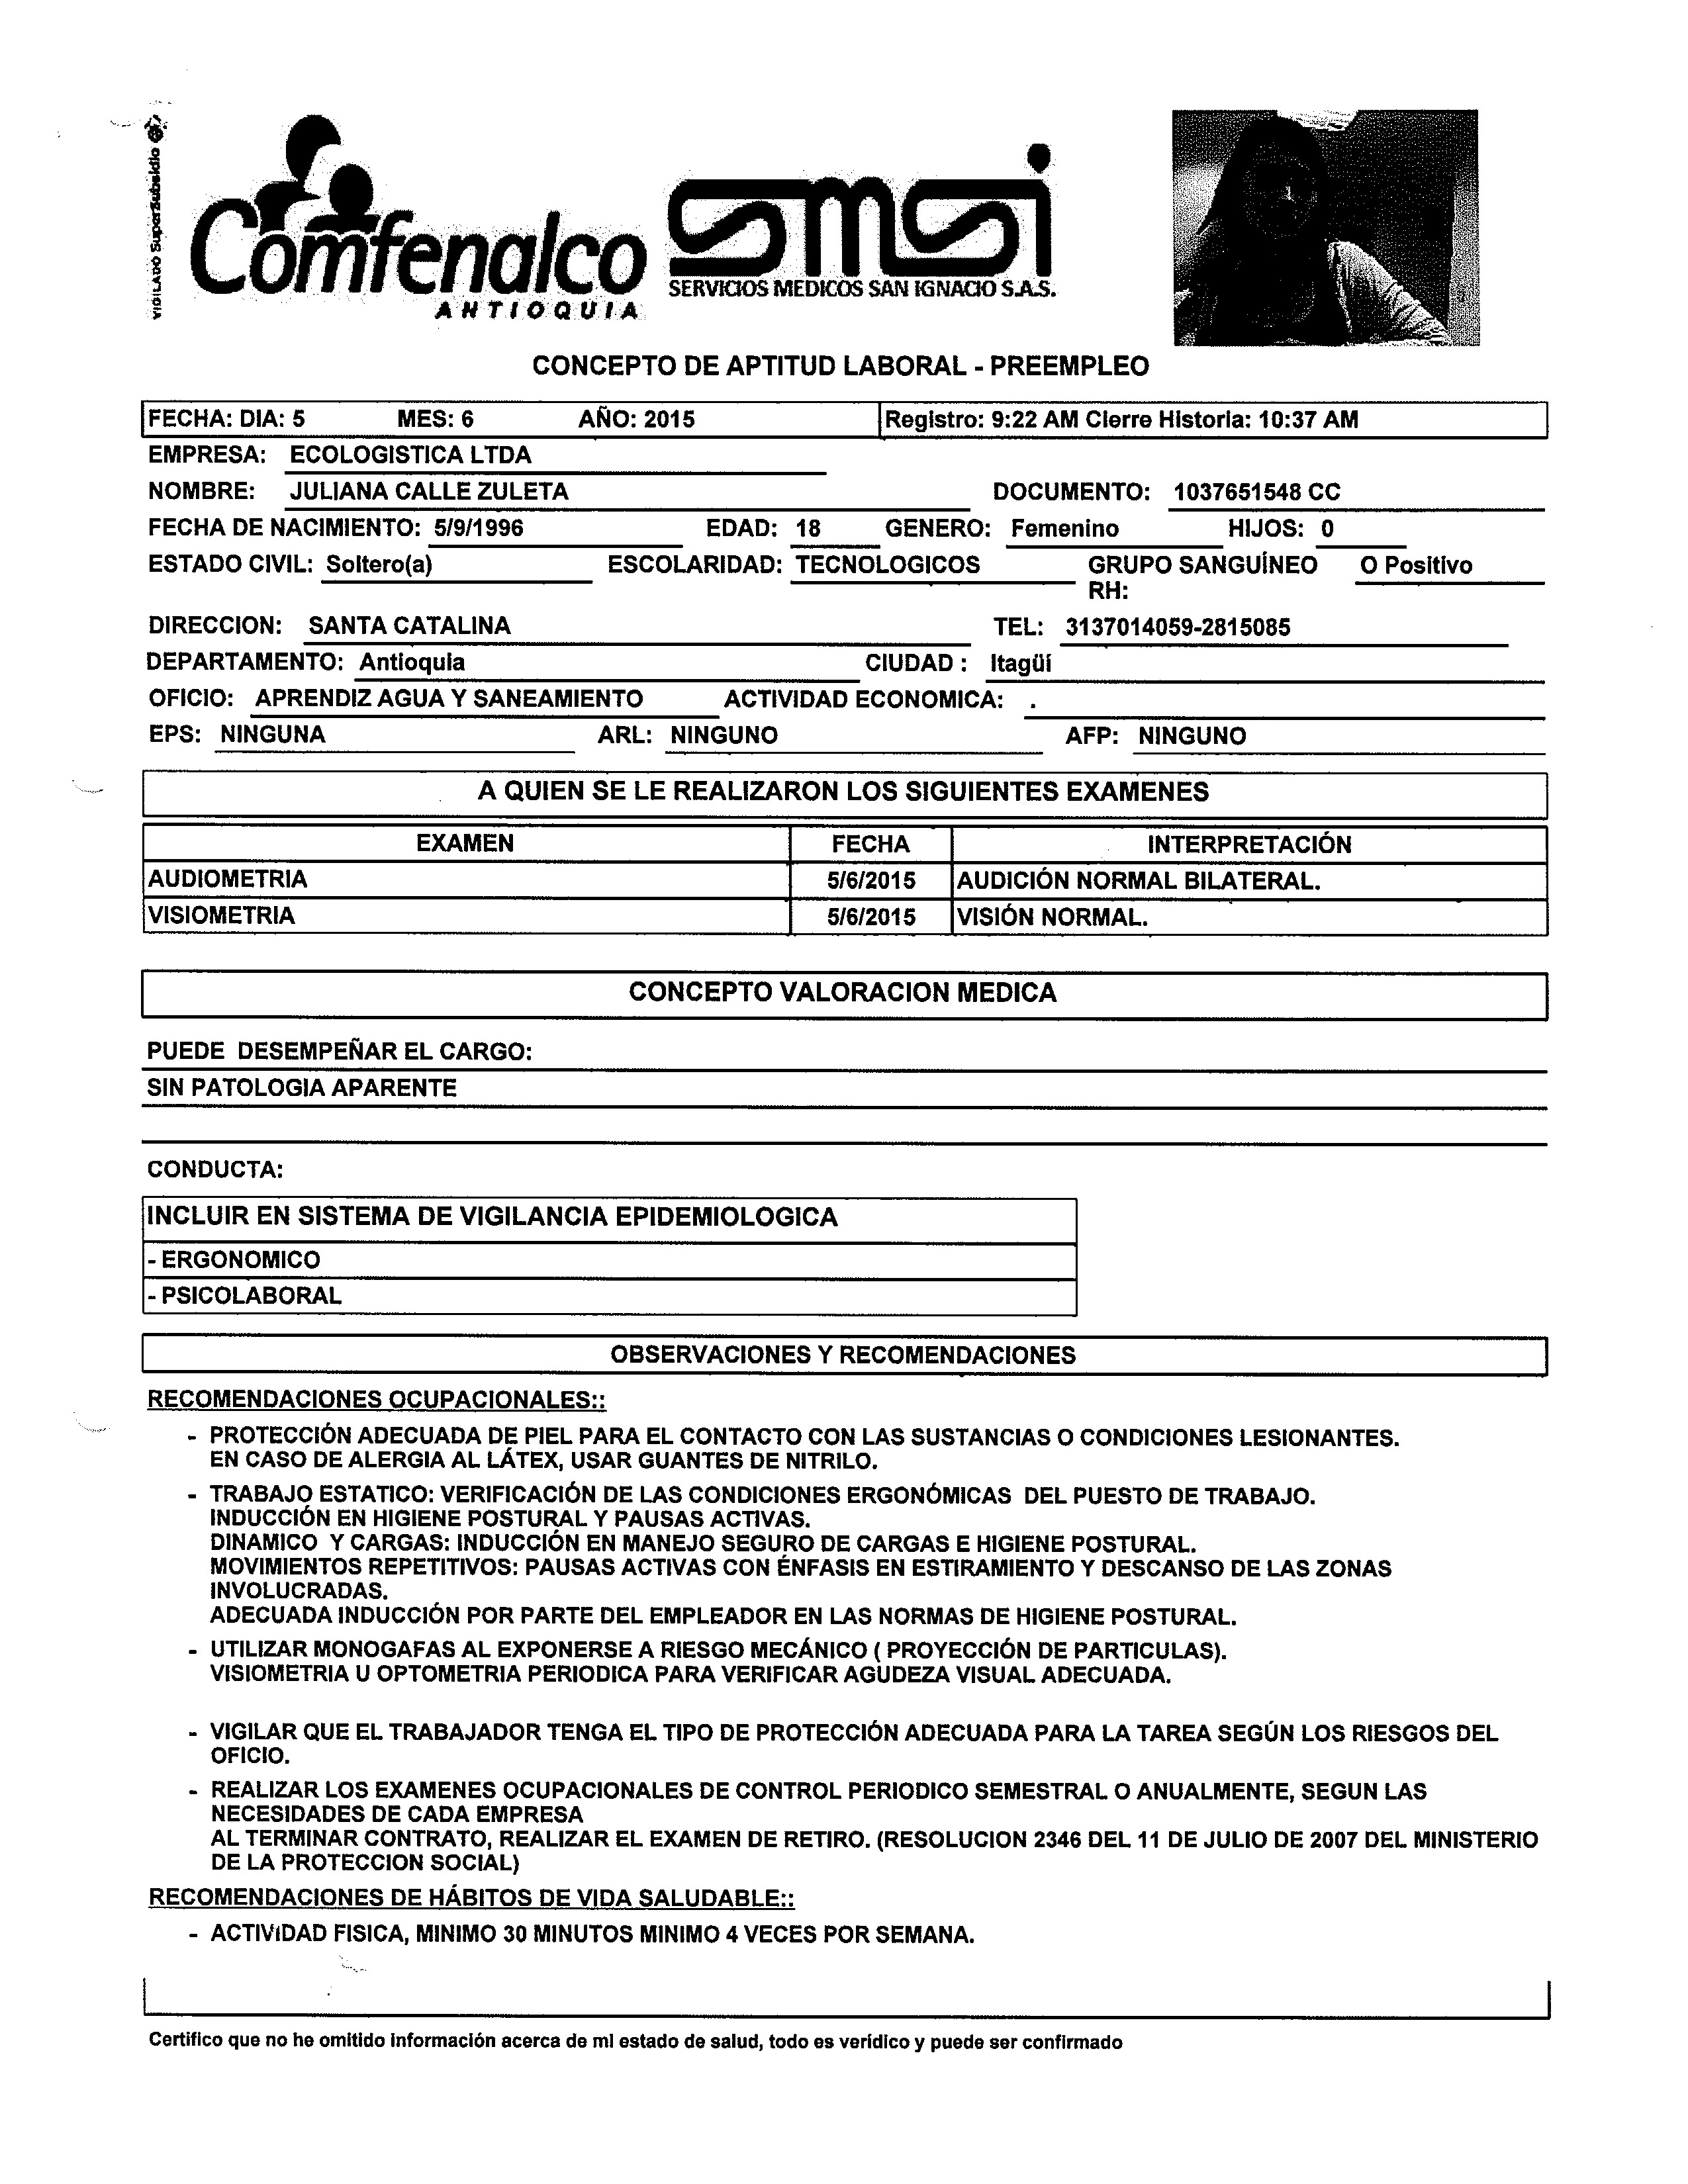 VIGILADO SuperSubsidio
Comfenalco
ANTIOQUIA
smsi
SERVICIOS MEDICOS SAN IGNACIO S.A.S.
CONCEPTO DE APTITUD LABORAL - PREEMPLEO
FECHA: DIA: 5 MES: 6 AÑO: 2015 Registro: 9:22 AM Cierre Historia: 10:37 AM
EMPRESA: ECOLOGISTICA LTDA
NOMBRE: JULIANA CALLE ZULETA DOCUMENTO: 1037651548 CC
FECHA DE NACIMIENTO: 5/9/1996 EDAD: 18 GENERO: Femenino HIJOS: 0
ESTADO CIVIL: Soltero(a) ESCOLARIDAD: TECNOLOGICOS GRUPO SANGUÍNEO O Positivo
RH:
DIRECCION: SANTA CATALINA TEL: 3137014059-2815085
DEPARTAMENTO: Antioquia CIUDAD : Itagüí
OFICIO: APRENDIZ AGUA Y SANEAMIENTO ACTIVIDAD ECONOMICA: .
EPS: NINGUNA ARL: NINGUNO AFP: NINGUNO
A QUIEN SE LE REALIZARON LOS SIGUIENTES EXAMENES
EXAMEN FECHA INTERPRETACIÓN
AUDIOMETRIA 5/6/2015 AUDICIÓN NORMAL BILATERAL.
VISIOMETRIA 5/6/2015 VISIÓN NORMAL.
CONCEPTO VALORACION MEDICA
PUEDE DESEMPEÑAR EL CARGO:
SIN PATOLOGIA APARENTE
CONDUCTA:
INCLUIR EN SISTEMA DE VIGILANCIA EPIDEMIOLOGICA
- ERGONOMICO
- PSICOLABORAL
OBSERVACIONES Y RECOMENDACIONES
RECOMENDACIONES OCUPACIONALES::
- PROTECCIÓN ADECUADA DE PIEL PARA EL CONTACTO CON LAS SUSTANCIAS O CONDICIONES LESIONANTES.
EN CASO DE ALERGIA AL LÁTEX, USAR GUANTES DE NITRILO.
- TRABAJO ESTATICO: VERIFICACIÓN DE LAS CONDICIONES ERGONÓMICAS DEL PUESTO DE TRABAJO.
INDUCCIÓN EN HIGIENE POSTURAL Y PAUSAS ACTIVAS.
DINAMICO Y CARGAS: INDUCCIÓN EN MANEJO SEGURO DE CARGAS E HIGIENE POSTURAL.
MOVIMIENTOS REPETITIVOS: PAUSAS ACTIVAS CON ÉNFASIS EN ESTIRAMIENTO Y DESCANSO DE LAS ZONAS
INVOLUCRADAS.
ADECUADA INDUCCIÓN POR PARTE DEL EMPLEADOR EN LAS NORMAS DE HIGIENE POSTURAL.
- UTILIZAR MONOGAFAS AL EXPONERSE A RIESGO MECÁNICO ( PROYECCIÓN DE PARTICULAS).
VISIOMETRIA U OPTOMETRIA PERIODICA PARA VERIFICAR AGUDEZA VISUAL ADECUADA.
- VIGILAR QUE EL TRABAJADOR TENGA EL TIPO DE PROTECCIÓN ADECUADA PARA LA TAREA SEGÚN LOS RIESGOS DEL
OFICIO.
- REALIZAR LOS EXAMENES OCUPACIONALES DE CONTROL PERIODICO SEMESTRAL O ANUALMENTE, SEGUN LAS
NECESIDADES DE CADA EMPRESA
AL TERMINAR CONTRATO, REALIZAR EL EXAMEN DE RETIRO. (RESOLUCION 2346 DEL 11 DE JULIO DE 2007 DEL MINISTERIO
DE LA PROTECCION SOCIAL)
RECOMENDACIONES DE HÁBITOS DE VIDA SALUDABLE::
- ACTIVIDAD FISICA, MINIMO 30 MINUTOS MINIMO 4 VECES POR SEMANA.
Certifico que no he omitido información acerca de mi estado de salud, todo es verídico y puede ser confirmado